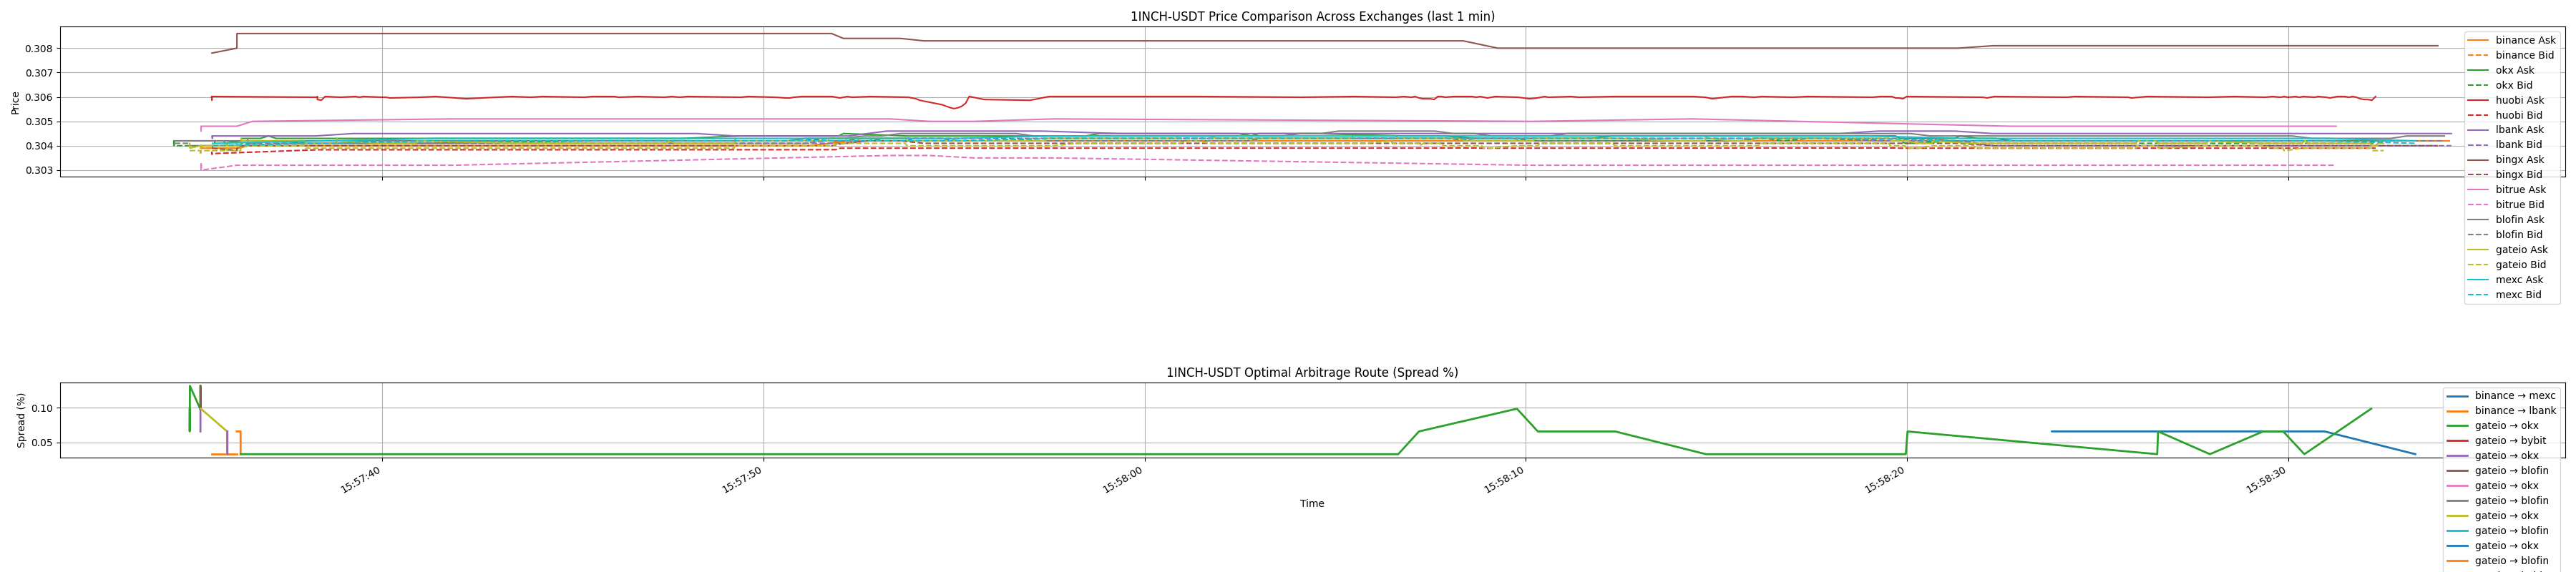 1INCH-USDT Price Comparison Across Exchanges (last 1 min)
0.308
0.307
0.306
0.305
0.304
0.303
Price
binance Ask
binance Bid
okx Ask
okx Bid
huobi Ask
huobi Bid
lbank Ask
lbank Bid
bingx Ask
bingx Bid
bitrue Ask
bitrue Bid
blofin Ask
blofin Bid
gateio Ask
gateio Bid
mexc Ask
mexc Bid
1INCH-USDT Optimal Arbitrage Route (Spread %)
0.10
0.05
Spread (%)
binance → mexc
binance → lbank
gateio → okx
gateio → bybit
gateio → okx
gateio → blofin
gateio → okx
gateio → blofin
gateio → okx
gateio → blofin
gateio → okx
gateio → blofin
15:57:40
15:57:50
15:58:00
15:58:10
15:58:20
15:58:30
Time